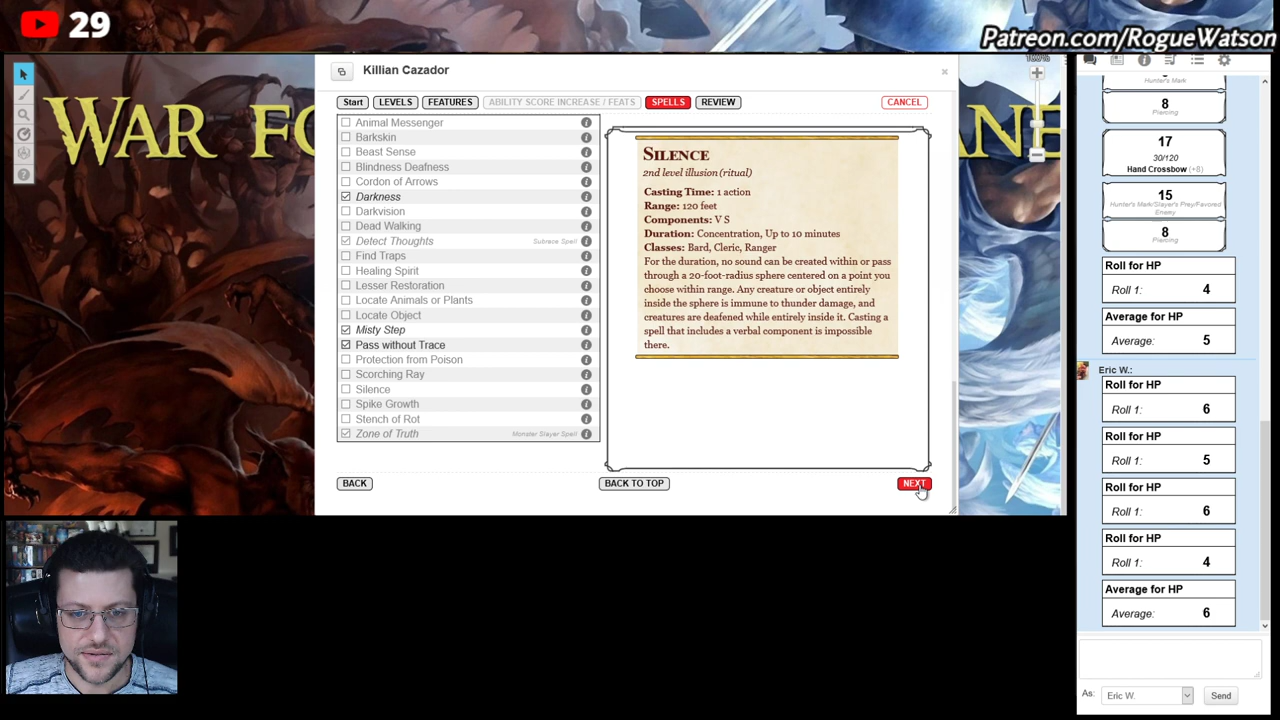 29
Patreon.com/RogueWatson
WAR FO
ANE
Killian Cazador
Start
LEVELS
FEATURES
ABILITY SCORE INCREASE / FEATS
SPELLS
REVIEW
CANCEL
Animal Messenger
Barkskin
Beast Sense
Blindness Deafness
Cordon of Arrows
Darkness
Darkvision
Dead Walking
Detect Thoughts Subrace Spell
Find Traps
Healing Spirit
Lesser Restoration
Locate Animals or Plants
Locate Object
Misty Step
Pass without Trace
Protection from Poison
Scorching Ray
Silence
Spike Growth
Stench of Rot
Zone of Truth Monster Slayer Spell
SILENCE
2nd level illusion (ritual)
Casting Time: 1 action
Range: 120 feet
Components: V S
Duration: Concentration, Up to 10 minutes
Classes: Bard, Cleric, Ranger
For the duration, no sound can be created within or pass
through a 20-foot-radius sphere centered on a point you
choose within range. Any creature or object entirely
inside the sphere is immune to thunder damage, and
creatures are deafened while entirely inside it. Casting a
spell that includes a verbal component is impossible
there.
BACK
BACK TO TOP
NEXT
100%
Hunter's Mark
8
Piercing
17
30/120
Hand Crossbow (+8)
15
Hunter's Mark/Slayer's Prey/Favored
Enemy
8
Piercing
Roll for HP
Roll 1: 4
Average for HP
Average: 5
Eric W.:
Roll for HP
Roll 1: 6
Roll for HP
Roll 1: 5
Roll for HP
Roll 1: 6
Roll for HP
Roll 1: 4
Average for HP
Average: 6
As:
Eric W.
Send